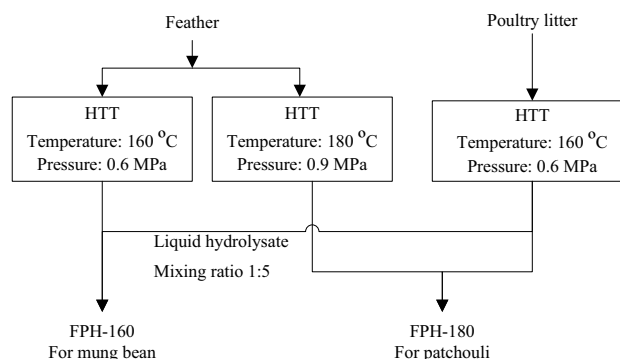 Feather
Poultry litter
HTT
Temperature: 160 °C
Pressure: 0.6 MPa
HTT
Temperature: 180 °C
Pressure: 0.9 MPa
HTT
Temperature: 160 °C
Pressure: 0.6 MPa
Liquid hydrolysate
Mixing ratio 1:5
FPH-160
For mung bean
FPH-180
For patchouli